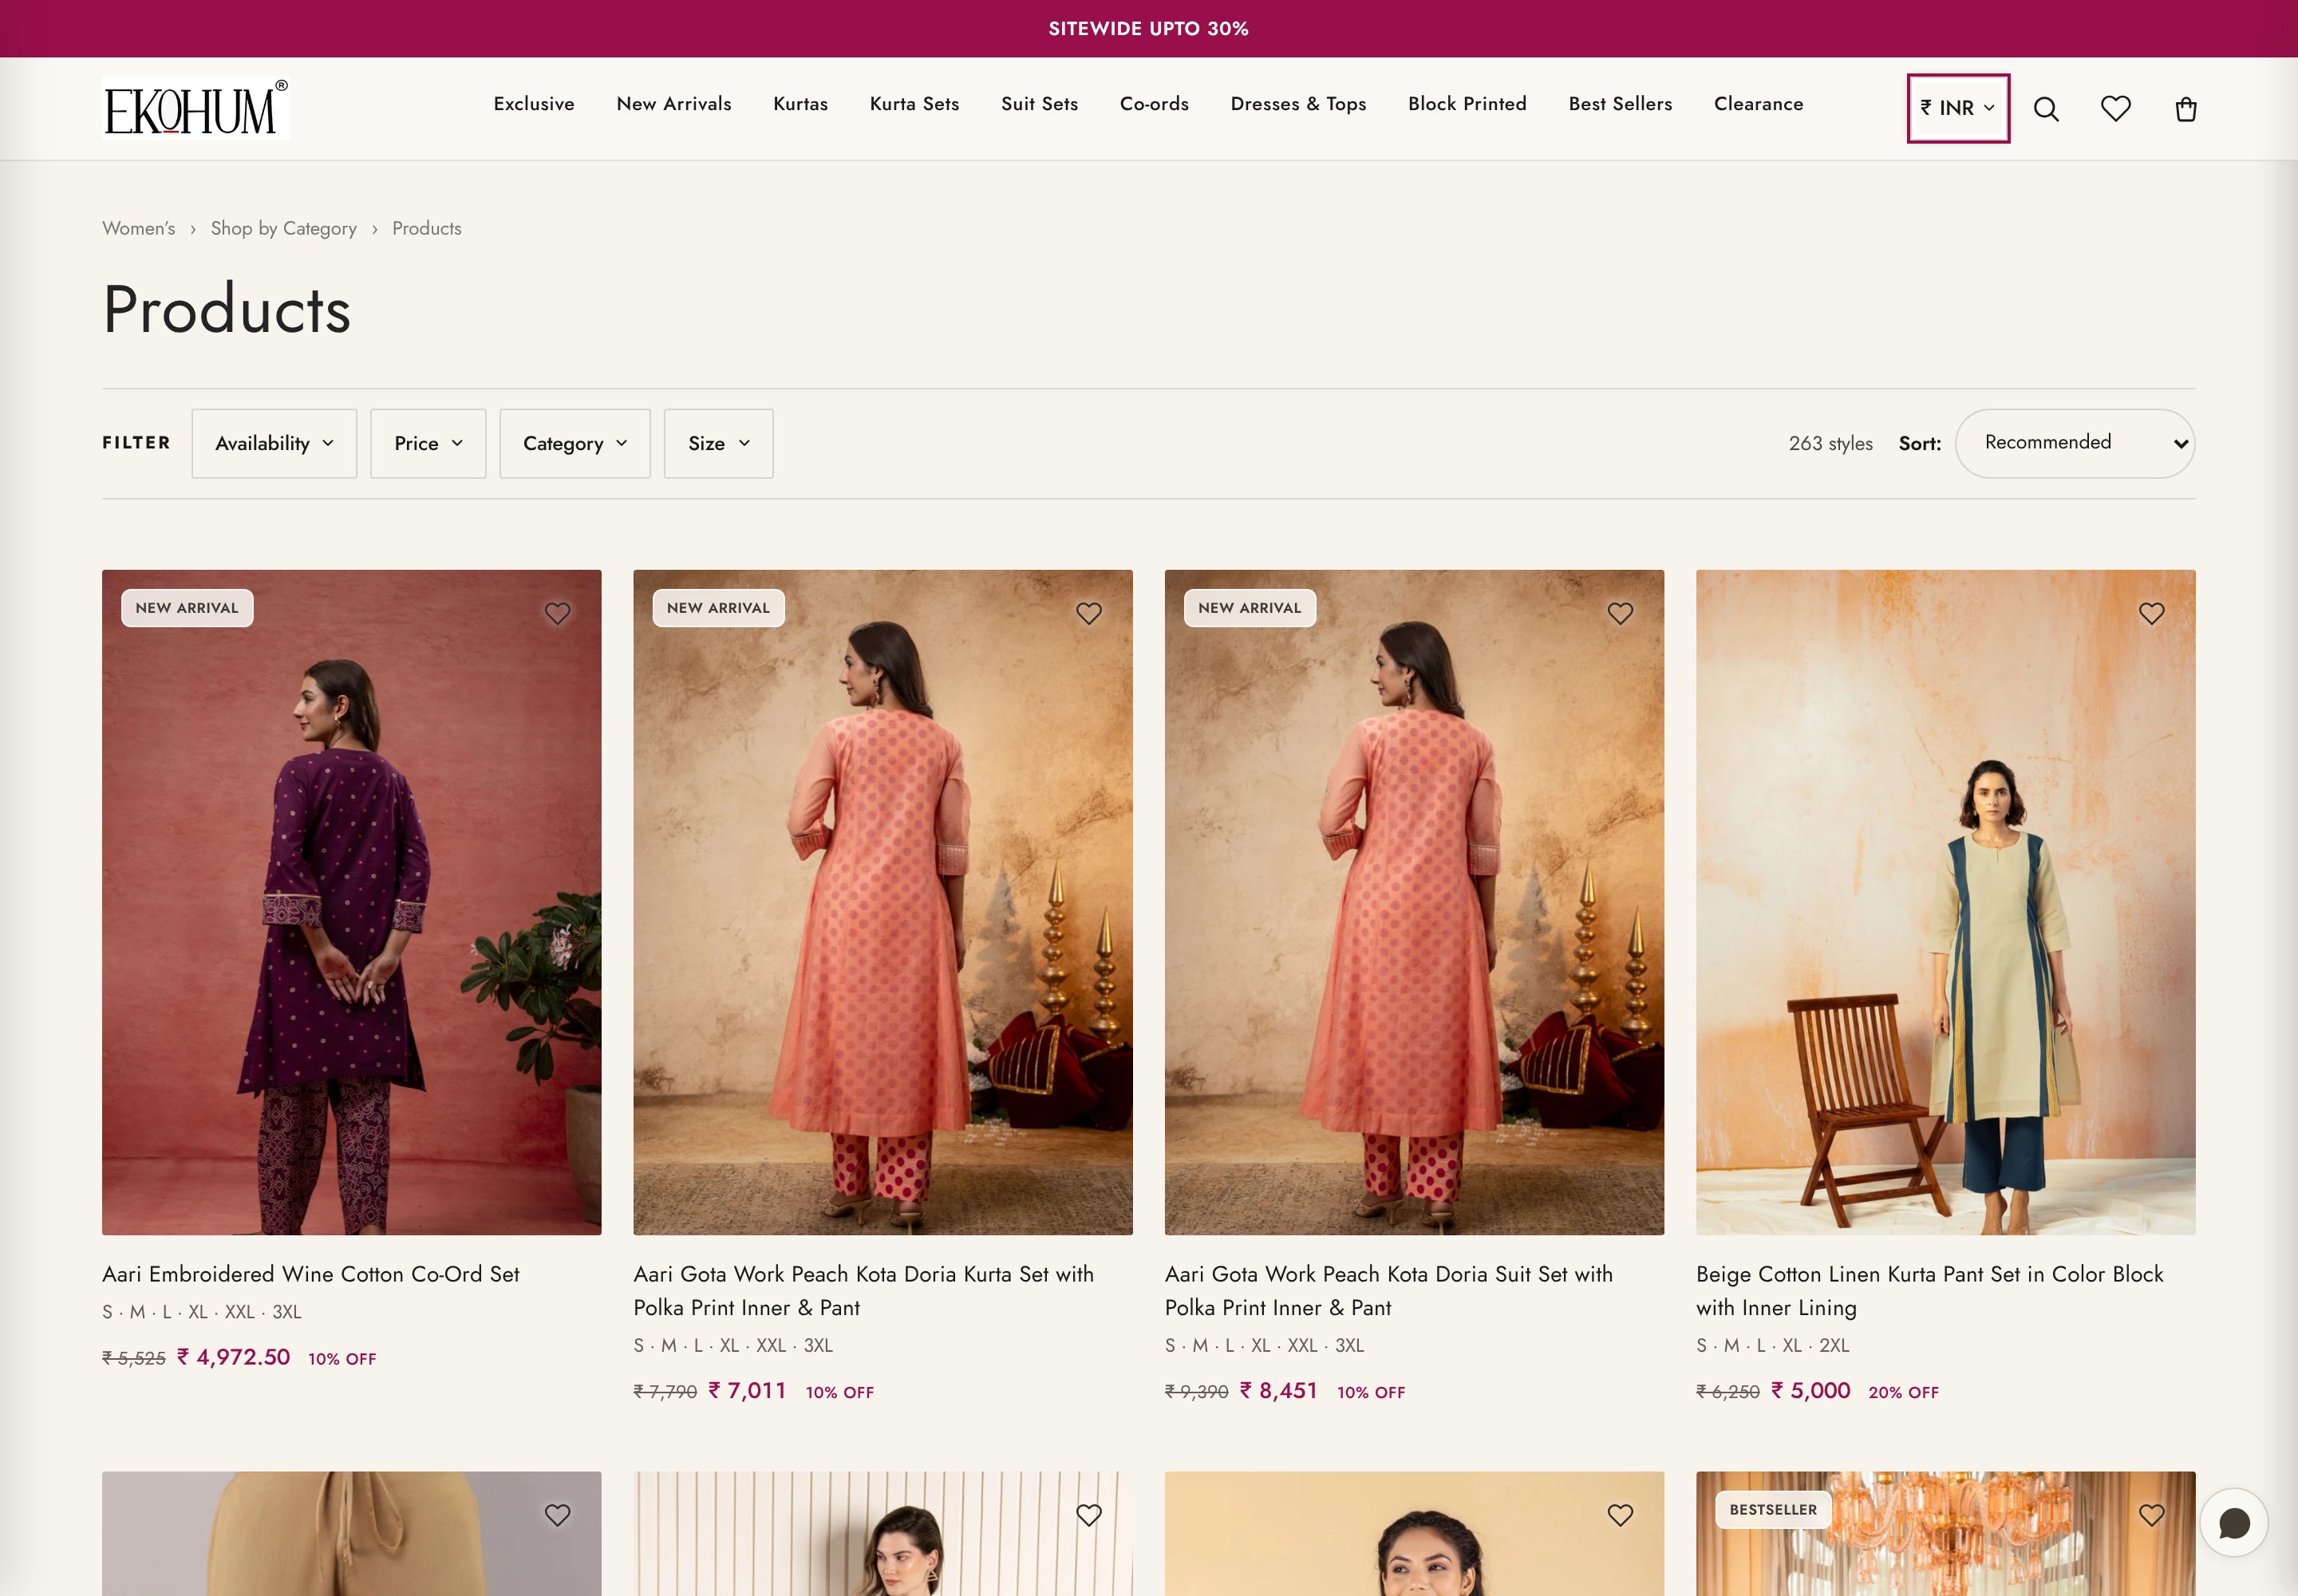 SITEWIDE UPTO 30%
EKOHUM®
Exclusive New Arrivals Kurtas Kurta Sets Suit Sets Co-ords Dresses & Tops Block Printed Best Sellers Clearance
₹ INR
Women's › Shop by Category › Products
Products
FILTER Availability Price Category Size
263 styles Sort: Recommended
NEW ARRIVAL
NEW ARRIVAL
NEW ARRIVAL
Aari Embroidered Wine Cotton Co-Ord Set
S · M · L · XL · XXL · 3XL
₹ 5,525 ₹ 4,972.50 10% OFF
Aari Gota Work Peach Kota Doria Kurta Set with
Polka Print Inner & Pant
S · M · L · XL · XXL · 3XL
₹ 7,790 ₹ 7,011 10% OFF
Aari Gota Work Peach Kota Doria Suit Set with
Polka Print Inner & Pant
S · M · L · XL · XXL · 3XL
₹ 9,390 ₹ 8,451 10% OFF
Beige Cotton Linen Kurta Pant Set in Color Block
with Inner Lining
S · M · L · XL · 2XL
₹ 6,250 ₹ 5,000 20% OFF
BESTSELLER